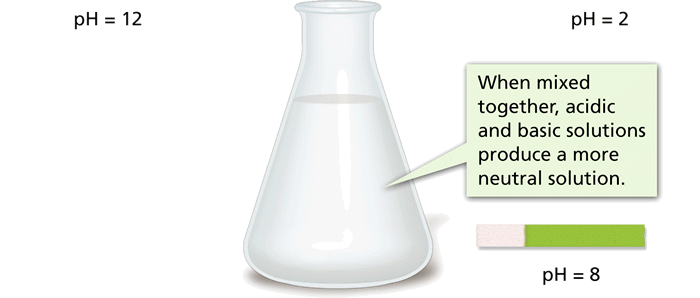 pH = 12
pH = 2
When mixed
together, acidic
and basic solutions
produce a more
neutral solution.
pH = 8